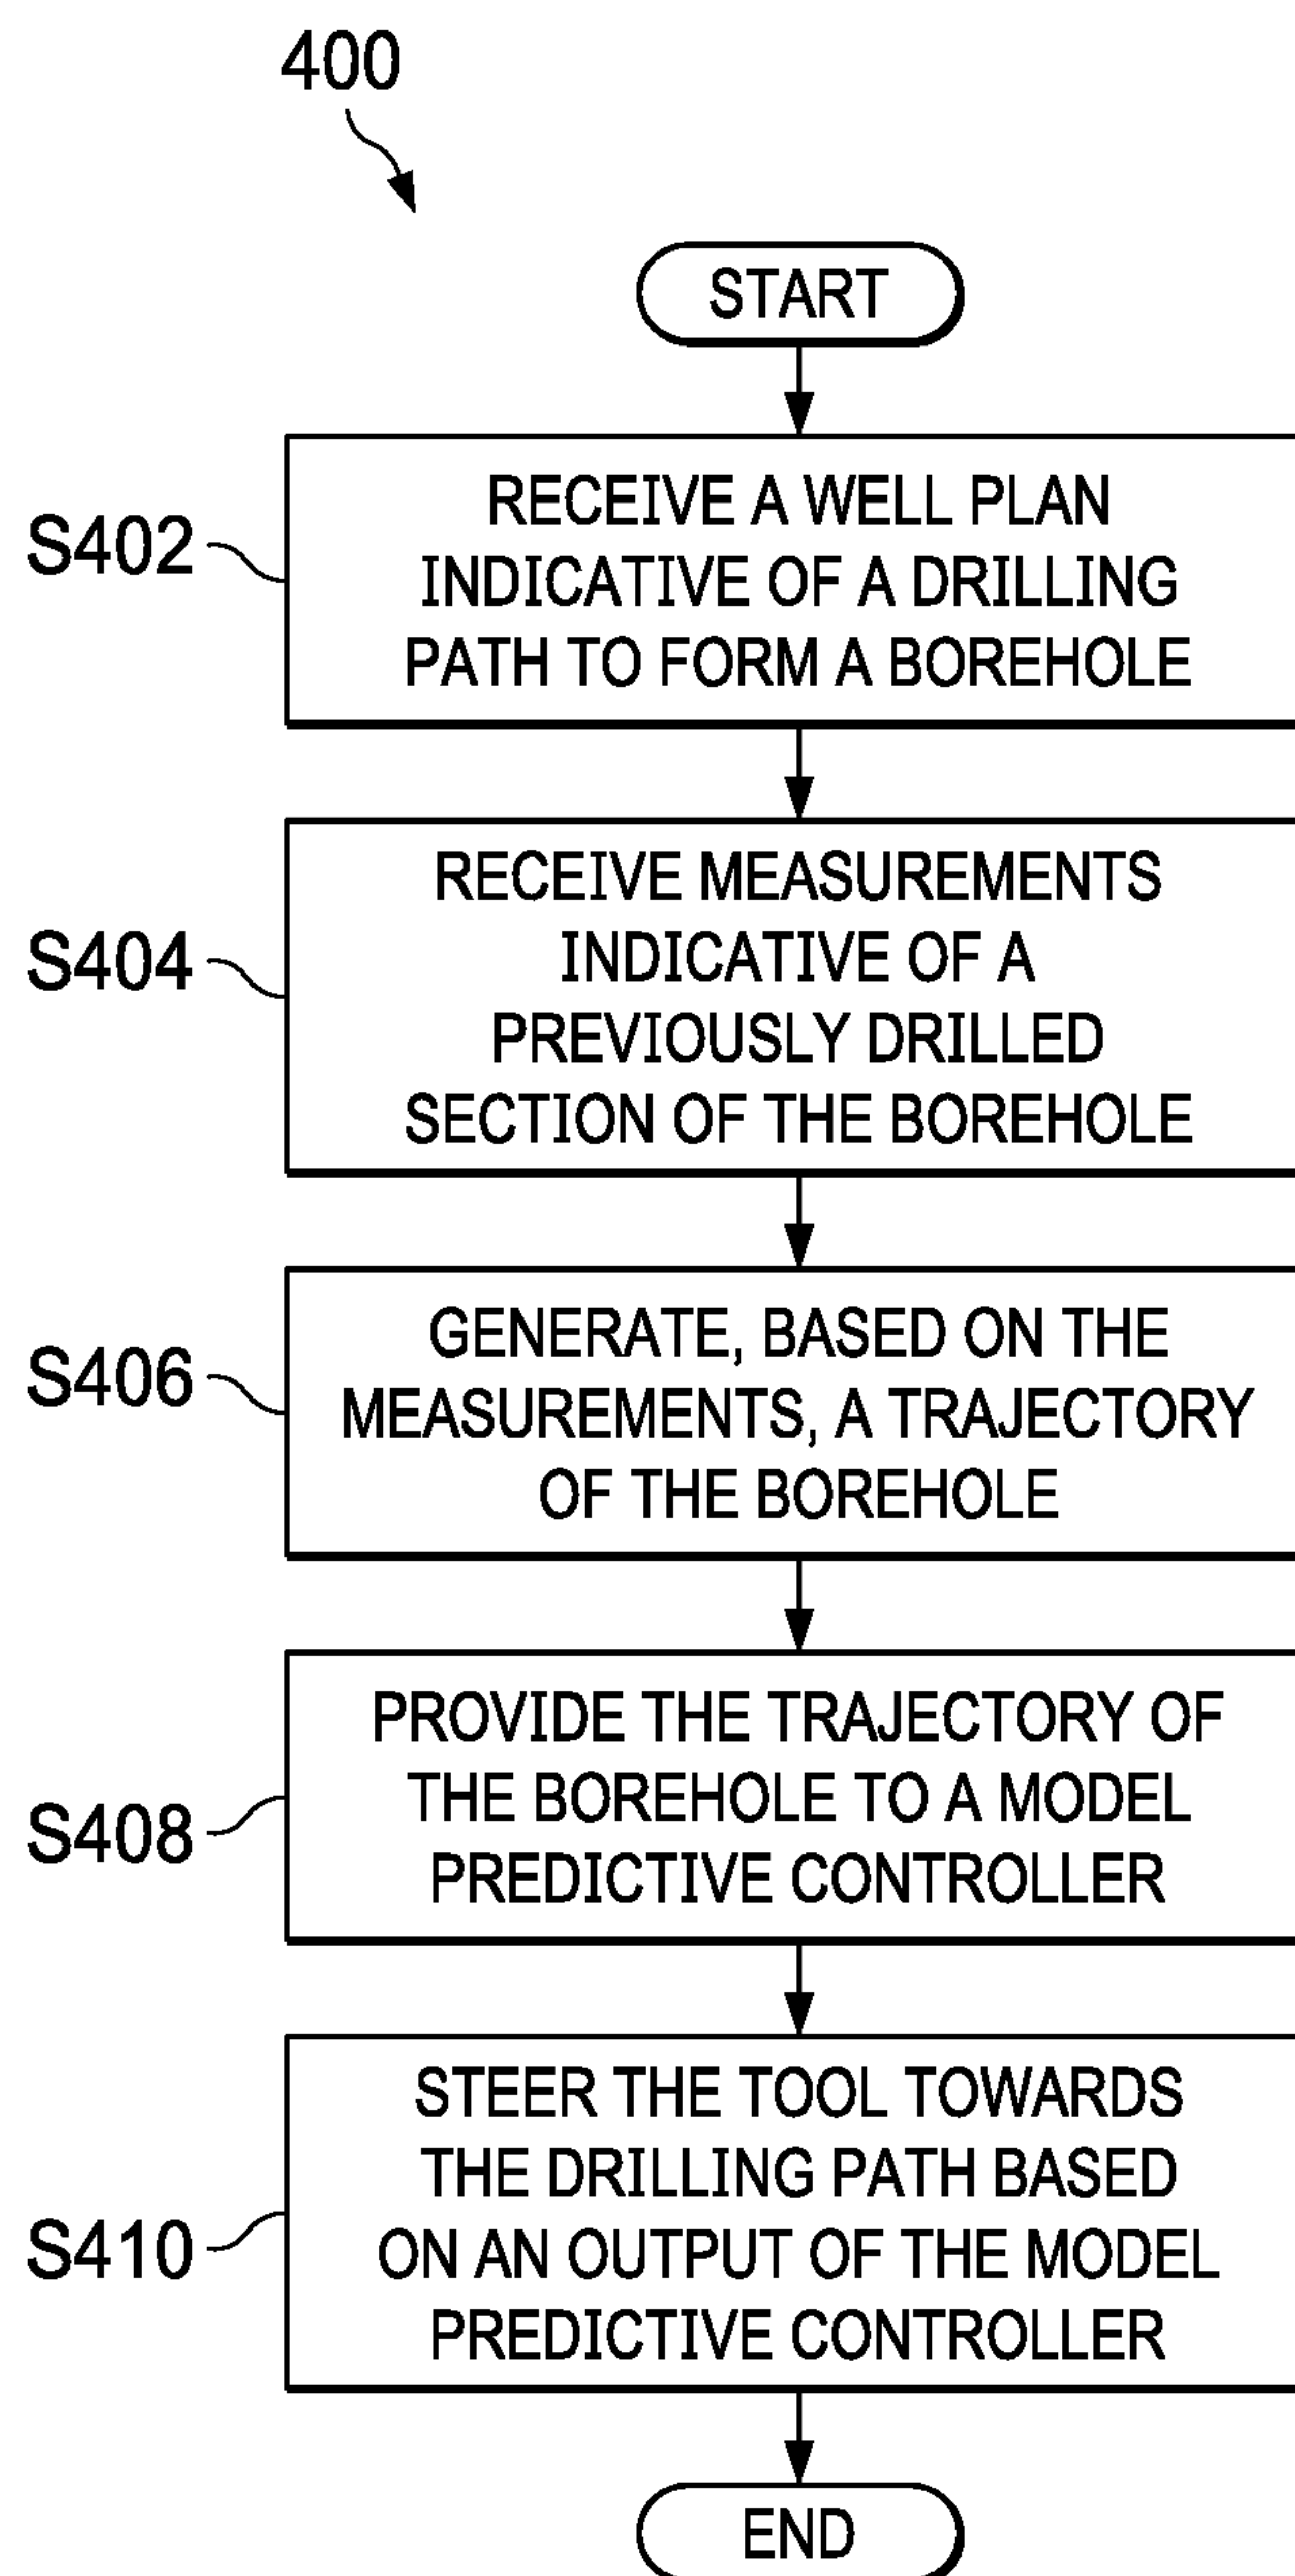 400
START
S402
RECEIVE A WELL PLAN
INDICATIVE OF A DRILLING
PATH TO FORM A BOREHOLE
S404
RECEIVE MEASUREMENTS
INDICATIVE OF A
PREVIOUSLY DRILLED
SECTION OF THE BOREHOLE
S406
GENERATE, BASED ON THE
MEASUREMENTS, A TRAJECTORY
OF THE BOREHOLE
S408
PROVIDE THE TRAJECTORY OF
THE BOREHOLE TO A MODEL
PREDICTIVE CONTROLLER
S410
STEER THE TOOL TOWARDS
THE DRILLING PATH BASED
ON AN OUTPUT OF THE MODEL
PREDICTIVE CONTROLLER
END